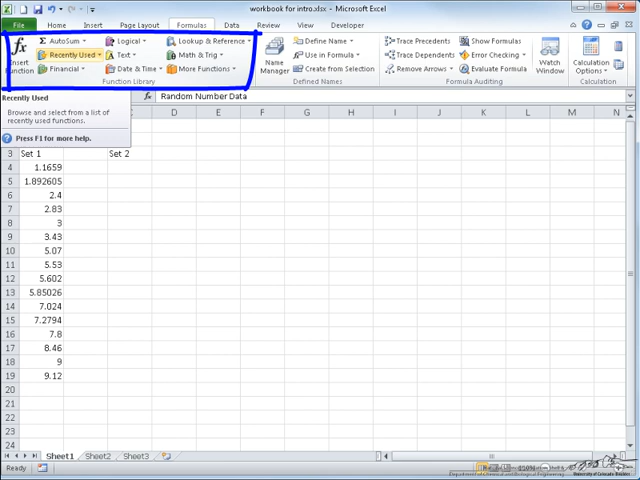 workbook for intro.xlsx - Microsoft Excel
File Home Insert Page Layout Formulas Data Review View Developer
fx Insert Function
Σ AutoSum
Recently Used
Financial
Logical
Text
Date & Time
Lookup & Reference
Math & Trig
More Functions
Function Library
Name Manager
Define Name
Use in Formula
Create from Selection
Defined Names
Trace Precedents
Trace Dependents
Remove Arrows
Show Formulas
Error Checking
Evaluate Formula
Formula Auditing
Watch Window
Calculation Options
Calculation
Recently Used
Browse and select from a list of
recently used functions.
Press F1 for more help.
fx Random Number Data
D E F G H I J K L M N
3 Set 1 Set 2
4 1.1659
5 1.892605
6 2.4
7 2.83
8 3
9 3.43
10 5.07
11 5.53
12 5.602
13 5.85026
14 7.024
15 7.2794
16 7.8
17 8.46
18 9
19 9.12
20
21
22
23
24
Sheet1 Sheet2 Sheet3
Ready
University of Colorado Boulder